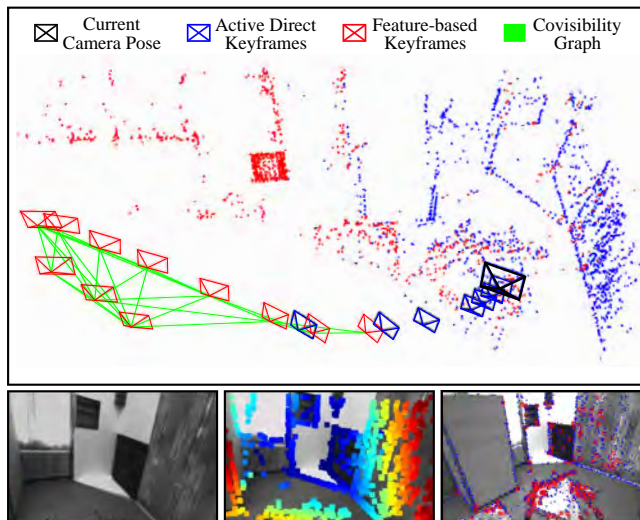 Current
Camera Pose
Active Direct
Keyframes
Feature-based
Keyframes
Covisibility
Graph